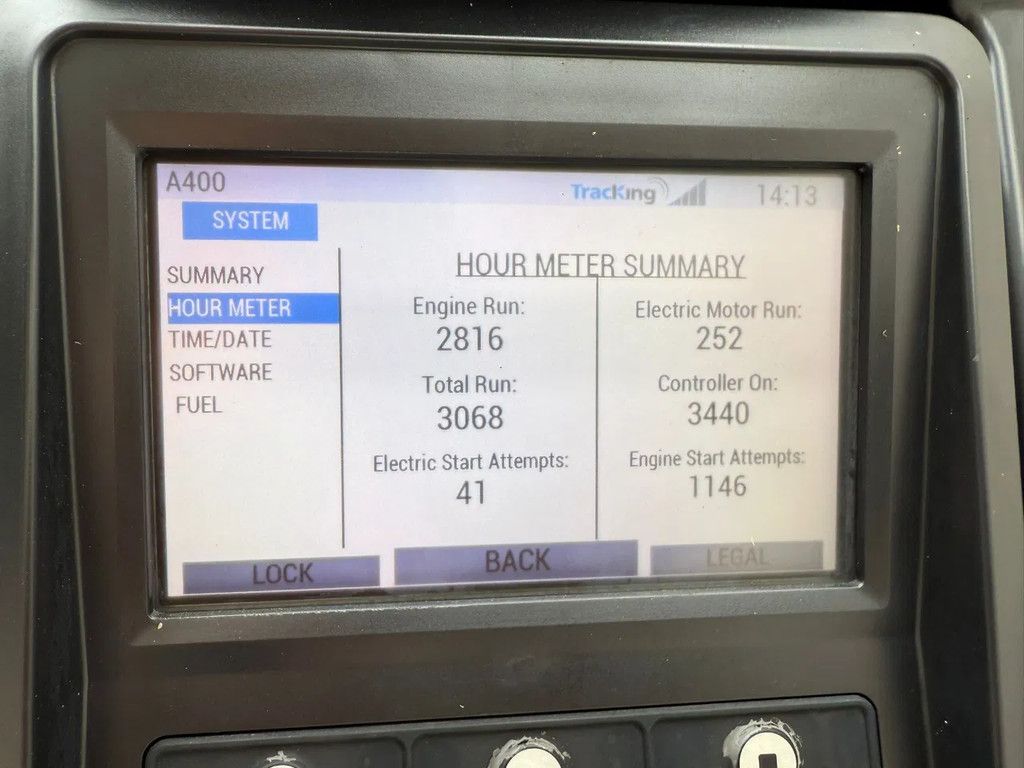 A400
TracKing
14:13
SYSTEM
SUMMARY
HOUR METER
TIME/DATE
SOFTWARE
FUEL
HOUR METER SUMMARY
Engine Run:
2816
Electric Motor Run:
252
Total Run:
3068
Controller On:
3440
Electric Start Attempts:
41
Engine Start Attempts:
1146
LOCK
BACK
LEGAL